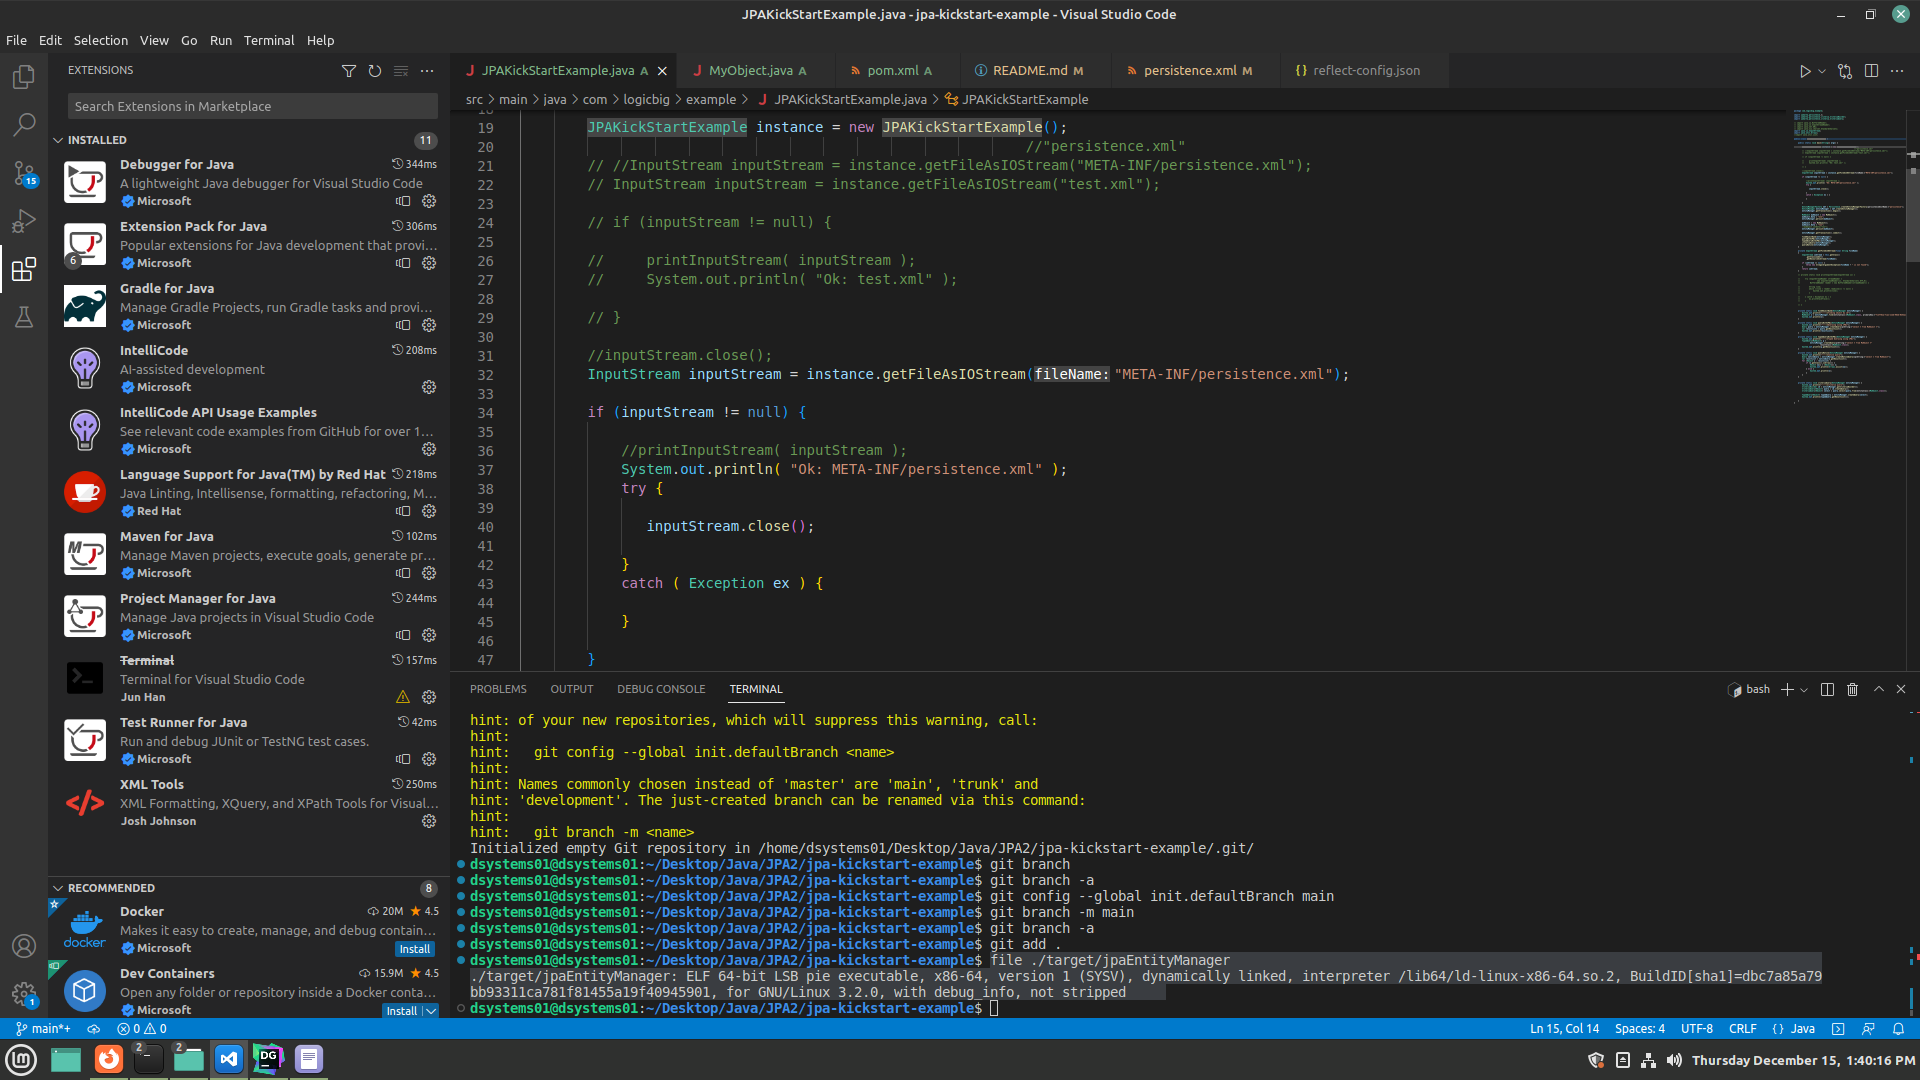 JPAKickStartExample.java - jpa-kickstart-example - Visual Studio Code
File Edit Selection View Go Run Terminal Help
EXTENSIONS
Search Extensions in Marketplace
INSTALLED 11
Debugger for Java 344ms
A lightweight Java debugger for Visual Studio Code
Microsoft
Extension Pack for Java 306ms
Popular extensions for Java development that provi...
6 Microsoft
Gradle for Java
Manage Gradle Projects, run Gradle tasks and provi...
Microsoft
IntelliCode 208ms
AI-assisted development
Microsoft
IntelliCode API Usage Examples
See relevant code examples from GitHub for over 1...
Microsoft
Language Support for Java(TM) by Red Hat 218ms
Java Linting, Intellisense, formatting, refactoring, M...
Red Hat
Maven for Java 102ms
Manage Maven projects, execute goals, generate pr...
Microsoft
Project Manager for Java 244ms
Manage Java projects in Visual Studio Code
Microsoft
Terminal 157ms
Terminal for Visual Studio Code
Jun Han
Test Runner for Java 42ms
Run and debug JUnit or TestNG test cases.
Microsoft
XML Tools 250ms
XML Formatting, XQuery, and XPath Tools for Visual...
Josh Johnson
RECOMMENDED 8
Docker 20M 4.5
Makes it easy to create, manage, and debug contain...
docker Microsoft Install
Dev Containers 15.9M 4.5
Open any folder or repository inside a Docker conta...
Microsoft Install
15
1
JPAKickStartExample.java A MyObject.java A pom.xml A README.md M persistence.xml M {} reflect-config.json
src > main > java > com > logicbig > example > JPAKickStartExample.java > JPAKickStartExample
18
19 JPAKickStartExample instance = new JPAKickStartExample();
20 //"persistence.xml"
21 // //InputStream inputStream = instance.getFileAsIOStream("META-INF/persistence.xml");
22 // InputStream inputStream = instance.getFileAsIOStream("test.xml");
23
24 // if (inputStream != null) {
25
26 // printInputStream( inputStream );
27 // System.out.println( "Ok: test.xml" );
28
29 // }
30
31 //inputStream.close();
32 InputStream inputStream = instance.getFileAsIOStream(fileName: "META-INF/persistence.xml");
33
34 if (inputStream != null) {
35
36 //printInputStream( inputStream );
37 System.out.println( "Ok: META-INF/persistence.xml" );
38 try {
39
40 inputStream.close();
41
42 }
43 catch ( Exception ex ) {
44
45 }
46
47 }
PROBLEMS OUTPUT DEBUG CONSOLE TERMINAL bash
hint: of your new repositories, which will suppress this warning, call:
hint:
hint: git config --global init.defaultBranch <name>
hint:
hint: Names commonly chosen instead of 'master' are 'main', 'trunk' and
hint: 'development'. The just-created branch can be renamed via this command:
hint:
hint: git branch -m <name>
Initialized empty Git repository in /home/dsystems01/Desktop/Java/JPA2/jpa-kickstart-example/.git/
dsystems01@dsystems01:~/Desktop/Java/JPA2/jpa-kickstart-example$ git branch
dsystems01@dsystems01:~/Desktop/Java/JPA2/jpa-kickstart-example$ git branch -a
dsystems01@dsystems01:~/Desktop/Java/JPA2/jpa-kickstart-example$ git config --global init.defaultBranch main
dsystems01@dsystems01:~/Desktop/Java/JPA2/jpa-kickstart-example$ git branch -m main
dsystems01@dsystems01:~/Desktop/Java/JPA2/jpa-kickstart-example$ git branch -a
dsystems01@dsystems01:~/Desktop/Java/JPA2/jpa-kickstart-example$ git add .
dsystems01@dsystems01:~/Desktop/Java/JPA2/jpa-kickstart-example$ file ./target/jpaEntityManager
./target/jpaEntityManager: ELF 64-bit LSB pie executable, x86-64, version 1 (SYSV), dynamically linked, interpreter /lib64/ld-linux-x86-64.so.2, BuildID[sha1]=dbc7a85a79
bb93311ca781f81455a19f40945901, for GNU/Linux 3.2.0, with debug_info, not stripped
dsystems01@dsystems01:~/Desktop/Java/JPA2/jpa-kickstart-example$
main*+ 0 0 Ln 15, Col 14 Spaces: 4 UTF-8 CRLF {} Java
2 2 DG Thursday December 15, 1:40:16 PM